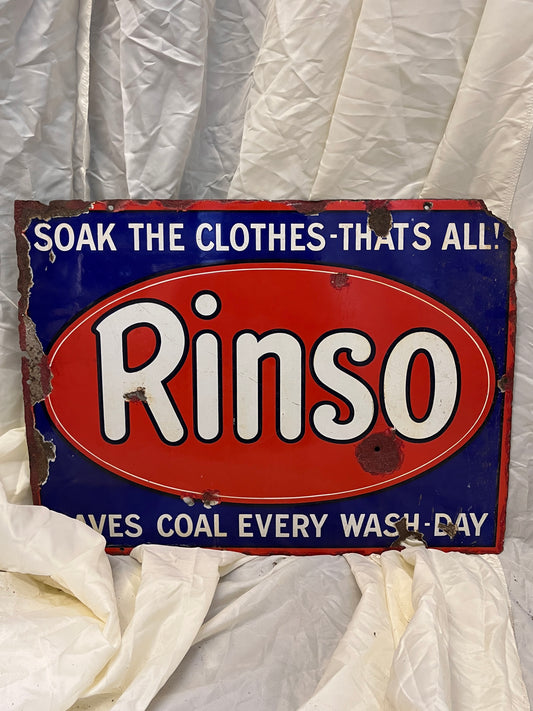 SOAK THE CLOTHES-THATS ALL!
Rinso
AVES COAL EVERY WASH-DAY